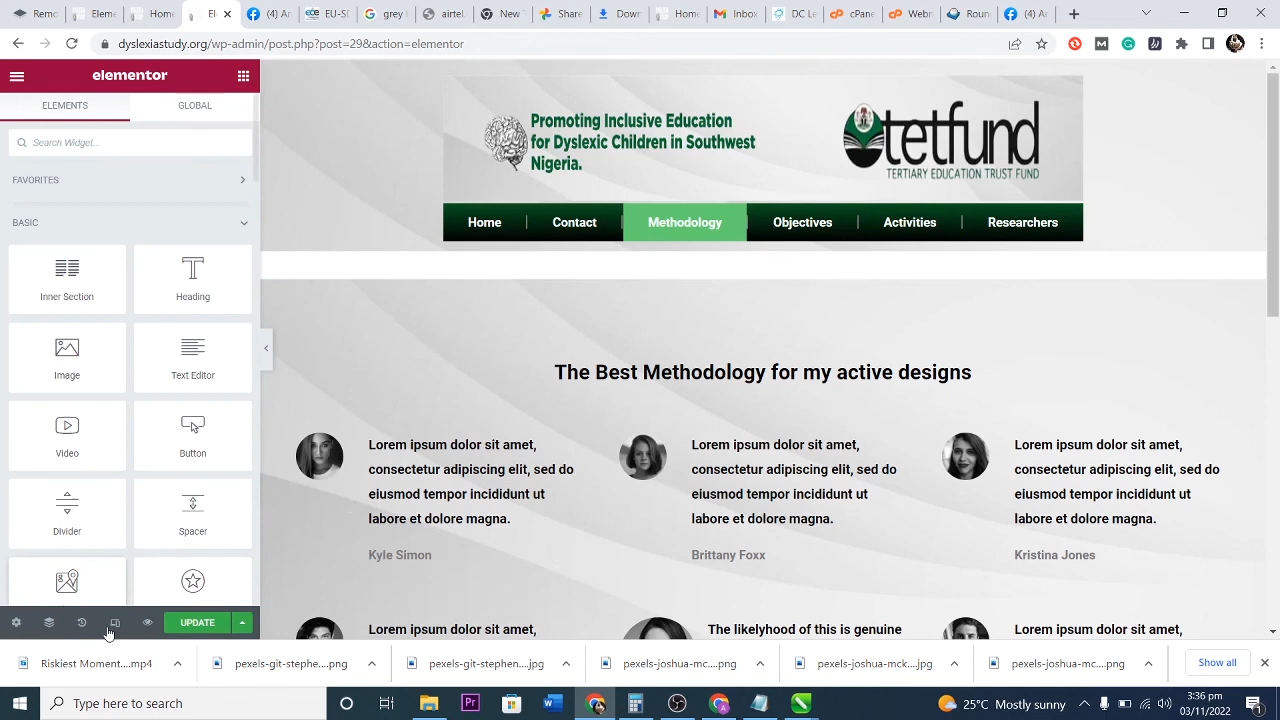 Home
Home
EU-SI
grey l
airtel
New
Share
Down
Home
Inbox
DC Le
cPane
Webn
Roun
(4) Ar
dyslexiastudy.org/wp-admin/post.php?post=29&action=elementor
elementor
ELEMENTS
GLOBAL
Search Widget...
FAVORITES
BASIC
Inner Section
Heading
Image
Text Editor
Video
Button
Divider
Spacer
UPDATE
Promoting Inclusive Education
for Dyslexic Children in Southwest
Nigeria.
tetfund
TERTIARY EDUCATION TRUST FUND
Home
Contact
Methodology
Objectives
Activities
Researchers
The Best Methodology for my active designs
Lorem ipsum dolor sit amet,
consectetur adipiscing elit, sed do
eiusmod tempor incididunt ut
labore et dolore magna.
Kyle Simon
Lorem ipsum dolor sit amet,
consectetur adipiscing elit, sed do
eiusmod tempor incididunt ut
labore et dolore magna.
Brittany Foxx
Lorem ipsum dolor sit amet,
consectetur adipiscing elit, sed do
eiusmod tempor incididunt ut
labore et dolore magna.
Kristina Jones
Lorem ipsum dolor sit amet,
The likelyhood of this is genuine
Lorem ipsum dolor sit amet,
Riskiest Moment....mp4
pexels-git-stephe....png
pexels-git-stephen....jpg
pexels-joshua-mc....png
pexels-joshua-mck....jpg
pexels-joshua-mc....png
Show all
Type here to search
25°C Mostly sunny
3:36 pm
03/11/2022